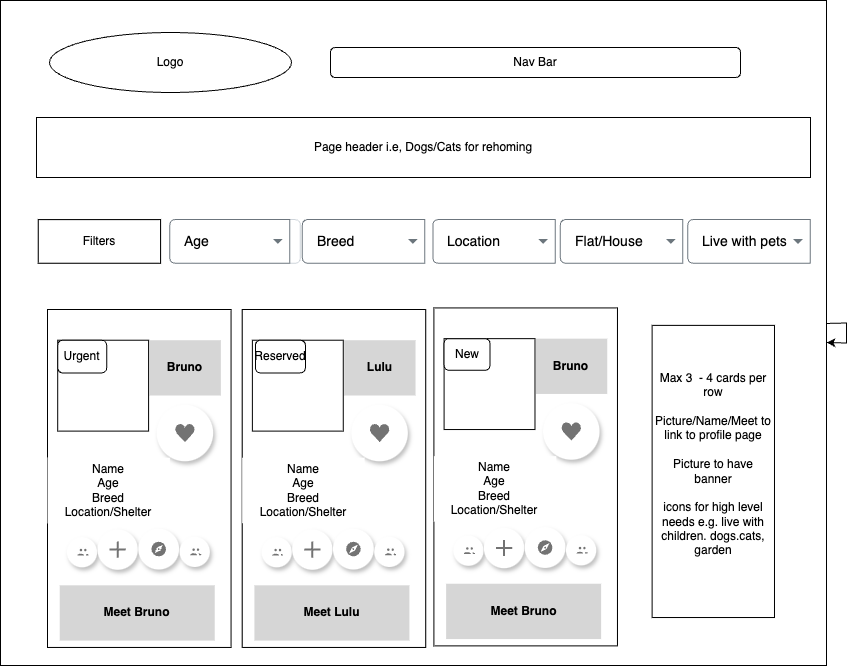 Logo
Nav Bar
Page header i.e, Dogs/Cats for rehoming
Filters
Age
Breed
Location
Flat/House
Live with pets
Urgent
Bruno
Name
Age
Breed
Location/Shelter
Meet Bruno
Reserved
Lulu
Name
Age
Breed
Location/Shelter
Meet Lulu
New
Bruno
Name
Age
Breed
Location/Shelter
Meet Bruno
Max 3  - 4 cards per
row
Picture/Name/Meet to
link to profile page
Picture to have
banner
icons for high level
needs e.g. live with
children. dogs.cats,
garden